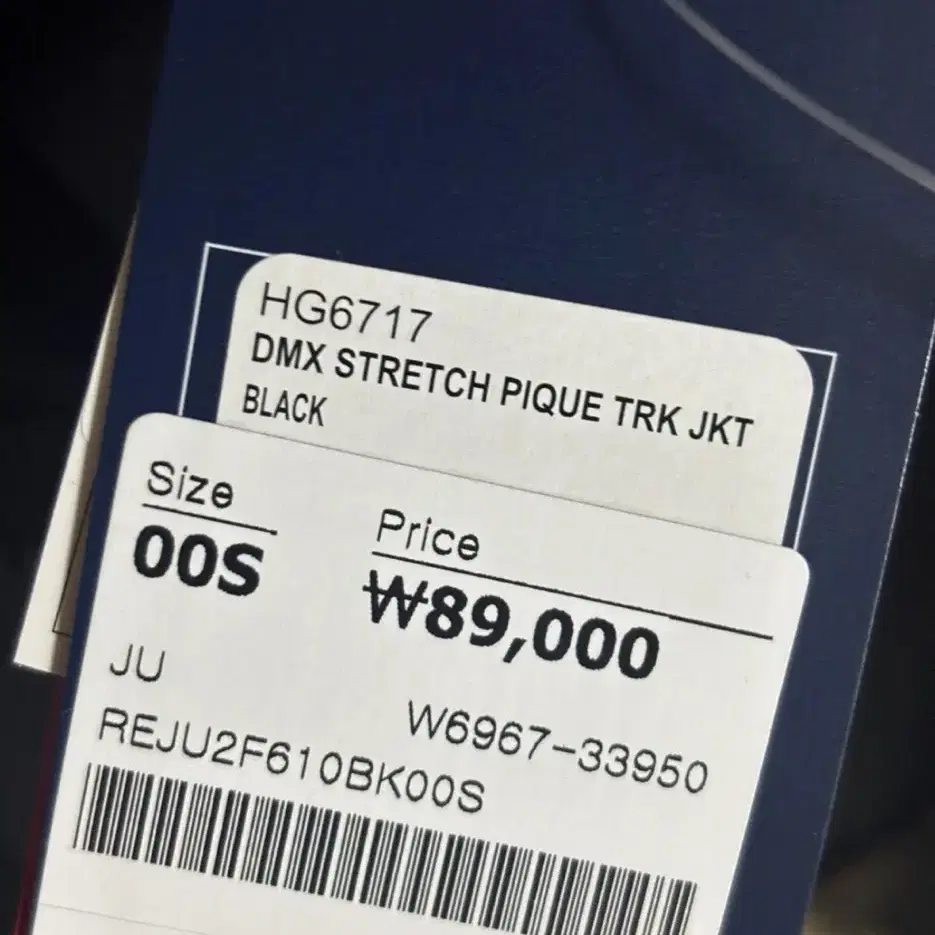 HG6717
DMX STRETCH PIQUE TRK JKT
BLACK
Size
00S
Price
₩89,000
JU
W6967-33950
REJU2F610BK00S